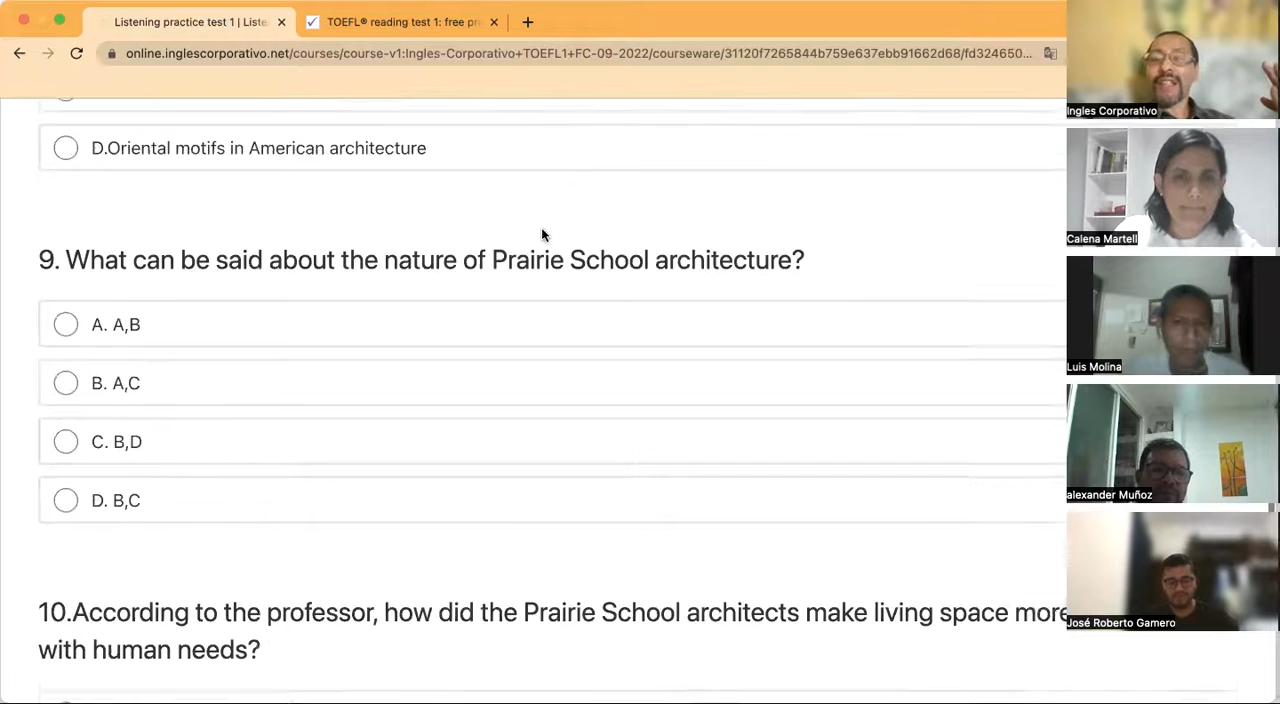 Listening practice test 1 | Liste
TOEFL® reading test 1: free pr
online.inglescorporativo.net/courses/course-v1:Ingles-Corporativo+TOEFL1+FC-09-2022/courseware/31120f7265844b759e637ebb91662d68/fd324650...
D.Oriental motifs in American architecture
9. What can be said about the nature of Prairie School architecture?
A. A,B
B. A,C
C. B,D
D. B,C
10.According to the professor, how did the Prairie School architects make living space more
with human needs?
Ingles Corporativo
Calena Martell
Luis Molina
alexander Muñoz
José Roberto Gamero